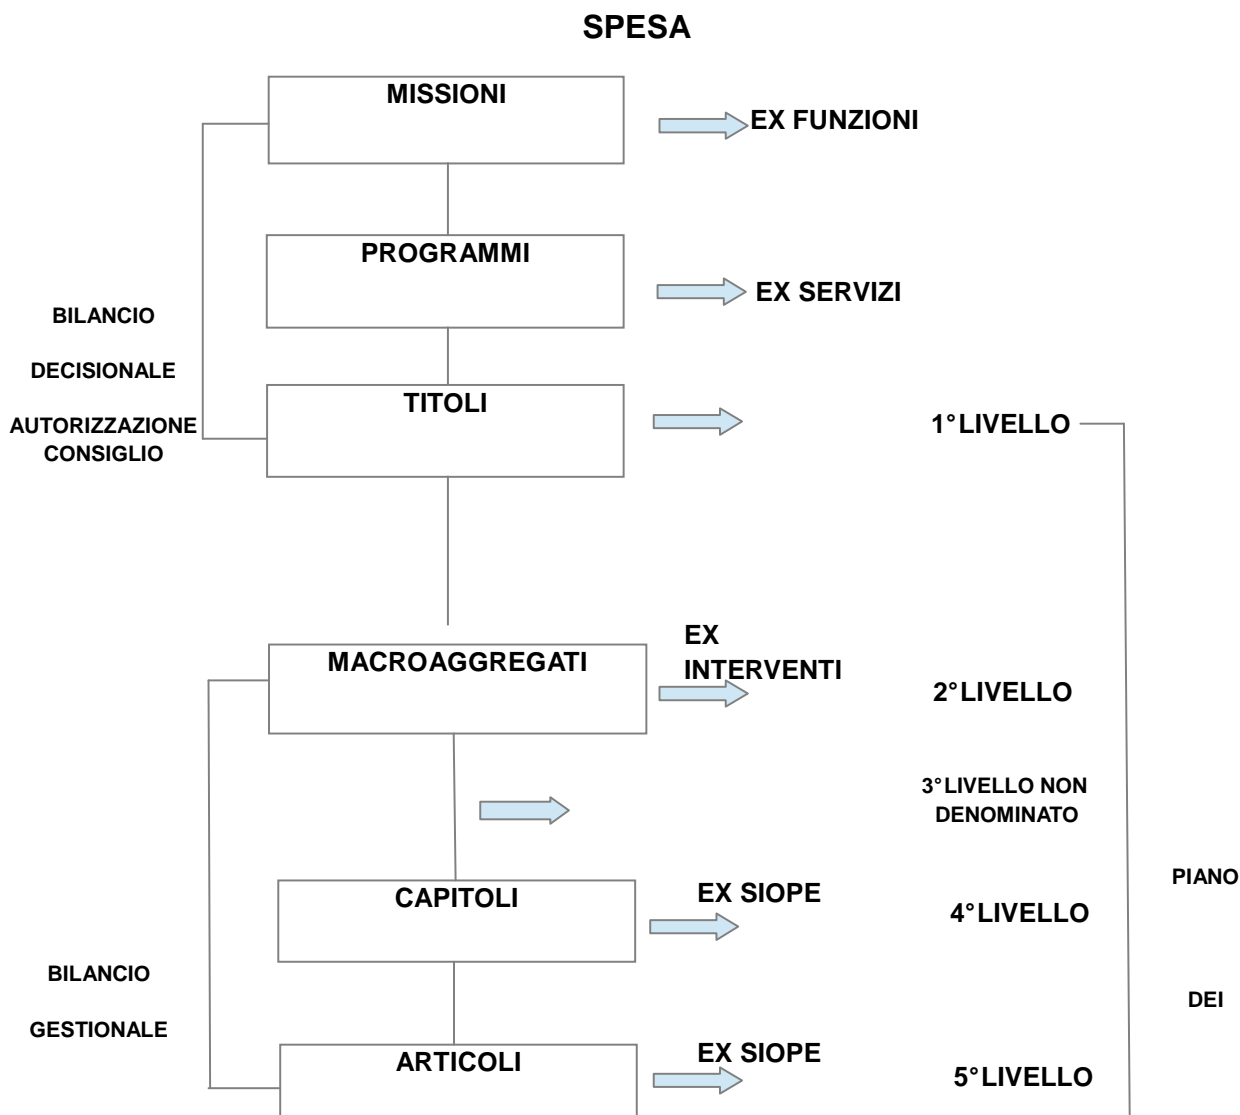 SPESA
MISSIONI
EX FUNZIONI
PROGRAMMI
EX SERVIZI
BILANCIO
DECISIONALE
AUTORIZZAZIONE
CONSIGLIO
TITOLI
1° LIVELLO
MACROAGGREGATI
EX
INTERVENTI
2° LIVELLO
3° LIVELLO NON
DENOMINATO
CAPITOLI
EX SIOPE
4° LIVELLO
PIANO
BILANCIO
GESTIONALE
DEI
ARTICOLI
EX SIOPE
5° LIVELLO